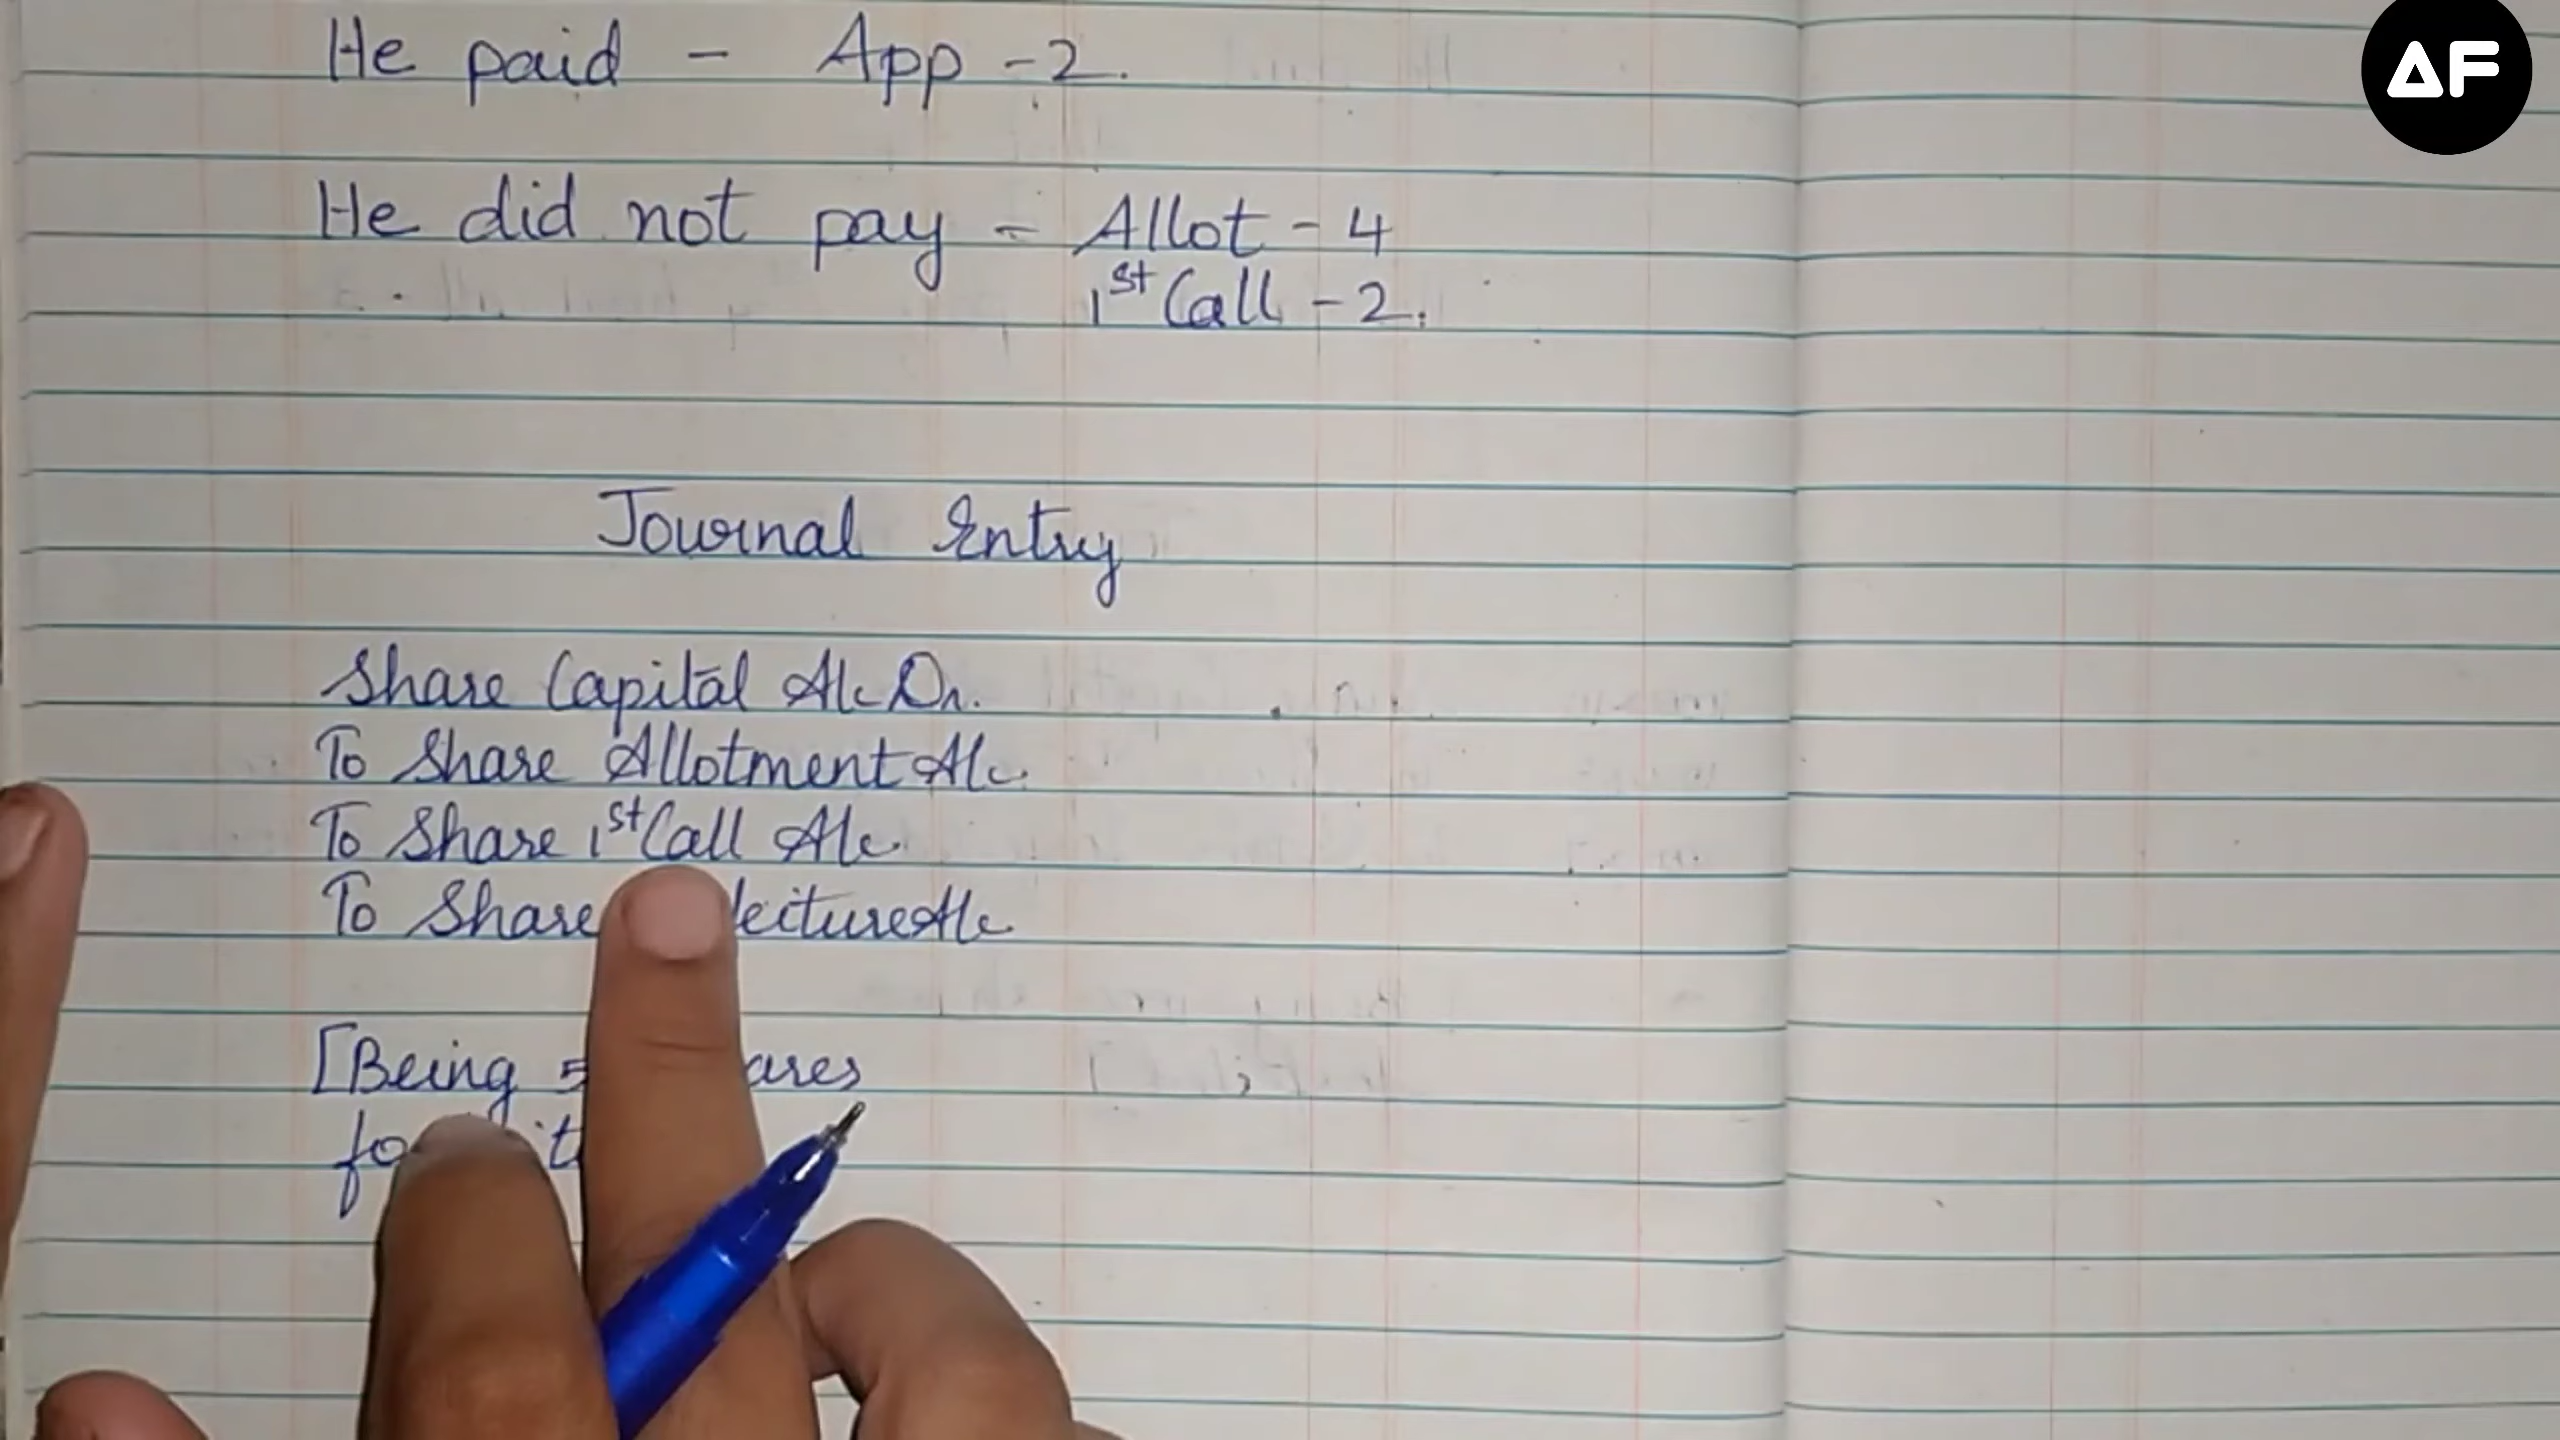 AF
He paid - App - 2.
He did not pay - Allot - 4
1st Call - 2.
Journal Entry
Share Capital A/c Dr.
To Share Allotment A/c
To Share 1st Call A/c
To Share A/c
[Being